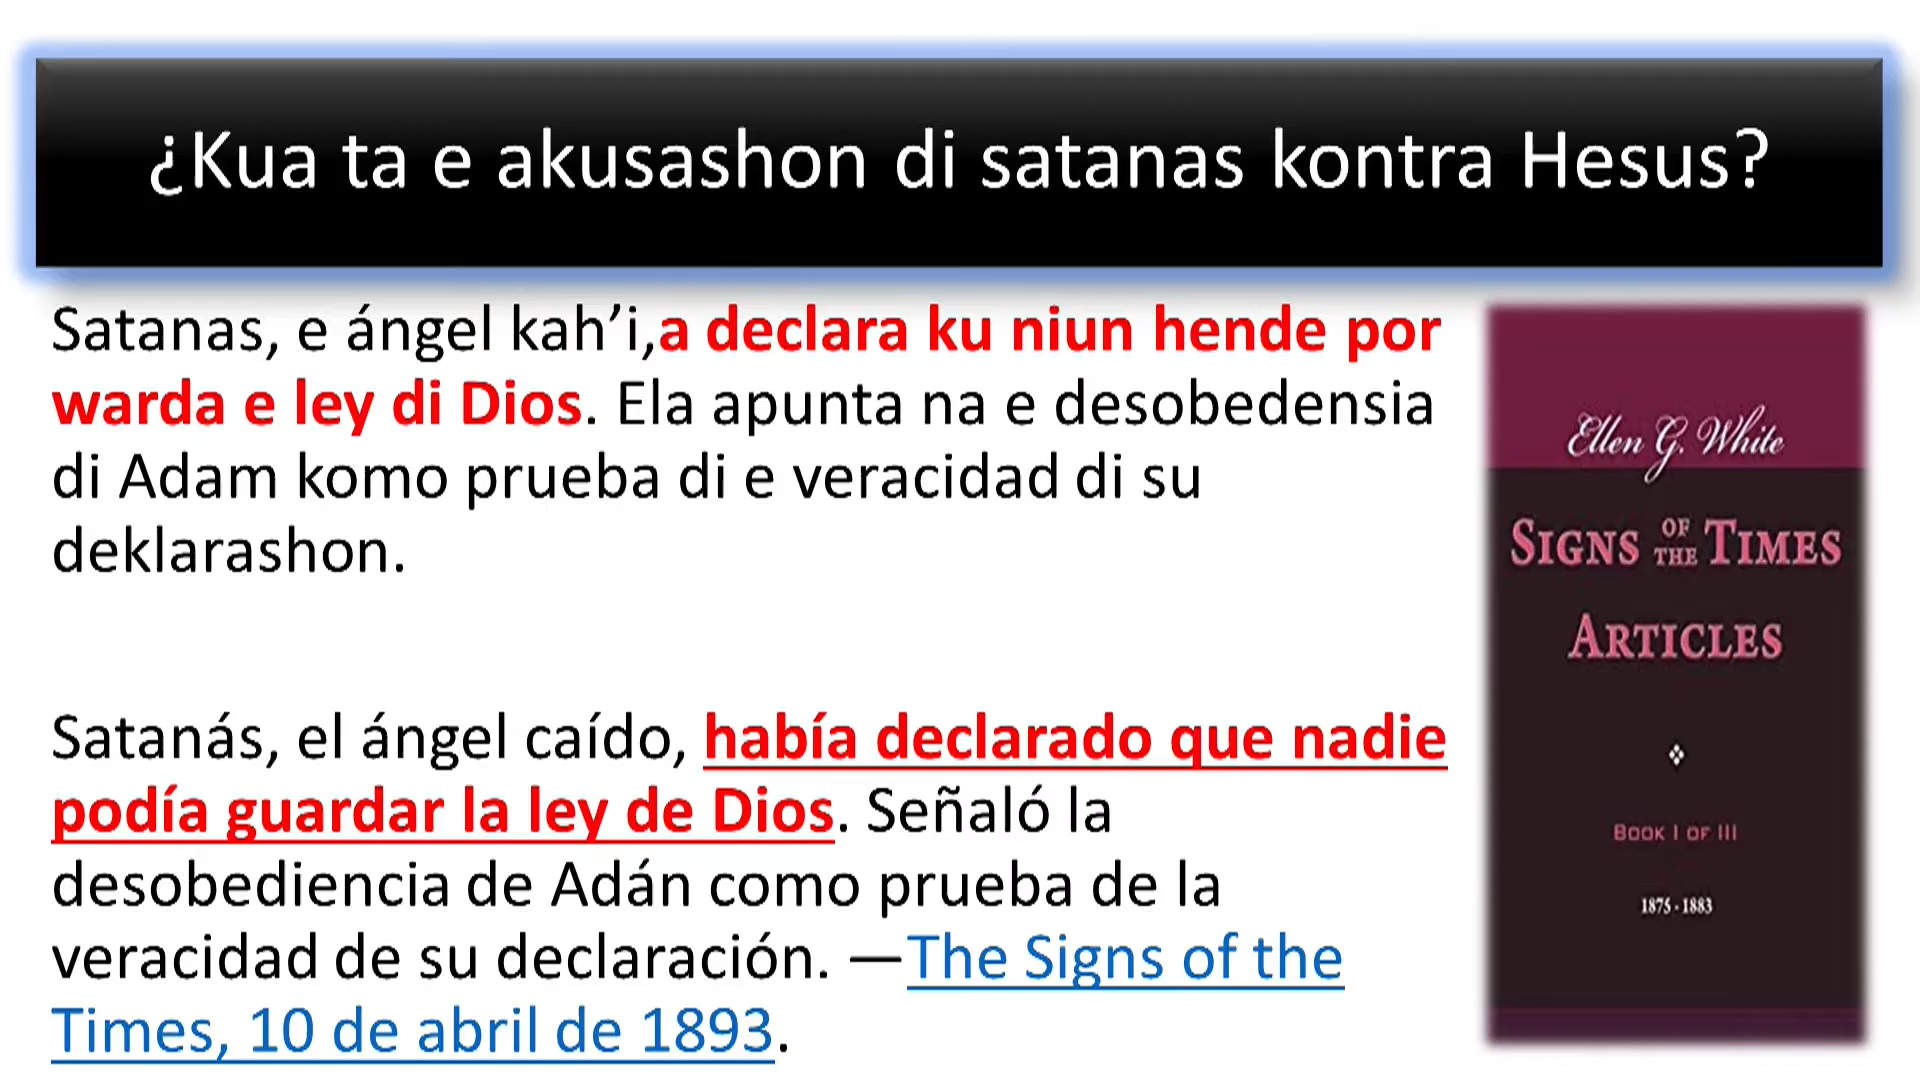 ¿Kua ta e akusashon di satanas kontra Hesus?
Satanas, e ángel kah’i,a declara ku niun hende por
warda e ley di Dios. Ela apunta na e desobedensia
di Adam komo prueba di e veracidad di su
deklarashon.
Satanás, el ángel caído, había declarado que nadie
podía guardar la ley de Dios. Señaló la
desobediencia de Adán como prueba de la
veracidad de su declaración. —The Signs of the
Times, 10 de abril de 1893.
Ellen G. White
SIGNS OF THE TIMES
ARTICLES
BOOK I OF III
1875 - 1883